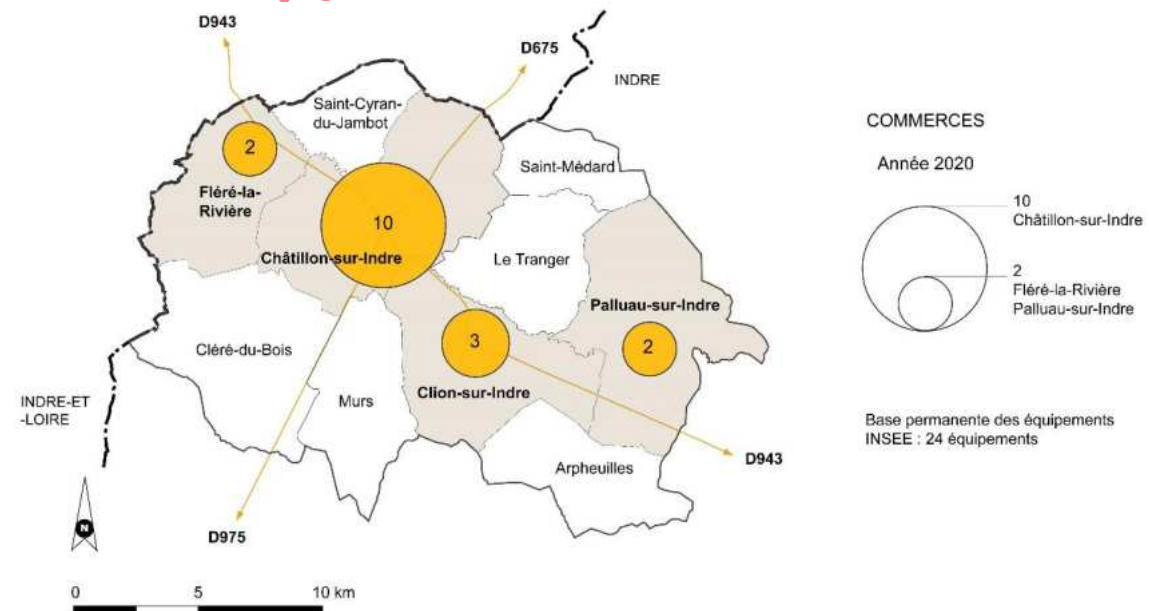 D943
D675
INDRE
Saint-Cyran-
du-Jambot
2
Saint-Médard
Fléré-la-
Rivière
10
Châtillon-sur-Indre
Le Tranger
Palluau-sur-Indre
3
2
Cléré-du-Bois
Clion-sur-Indre
Murs
INDRE-ET
-LOIRE
D943
Arpheuilles
N
D975
0 5 10 km
COMMERCES
Année 2020
10
Châtillon-sur-Indre
2
Fléré-la-Rivière
Palluau-sur-Indre
Base permanente des équipements
INSEE : 24 équipements